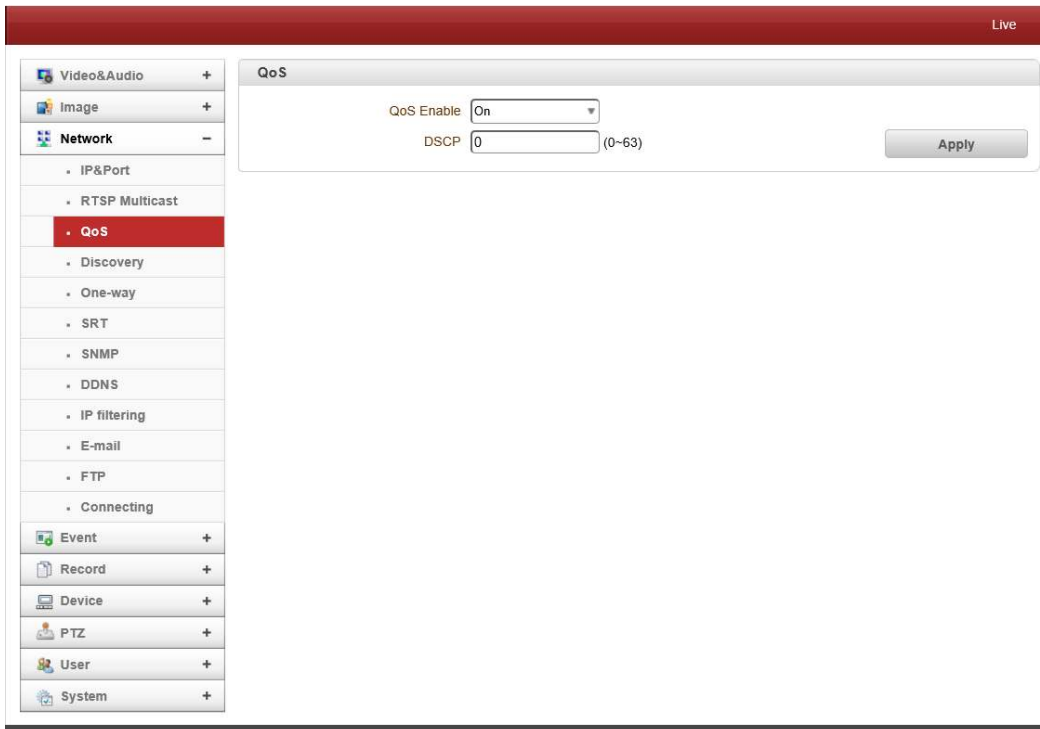 Live
Video&Audio +
Image +
Network −
IP&Port
RTSP Multicast
QoS
Discovery
One-way
SRT
SNMP
DDNS
IP filtering
E-mail
FTP
Connecting
Event +
Record +
Device +
PTZ +
User +
System +
QoS
QoS Enable On
DSCP 0 (0~63)
Apply